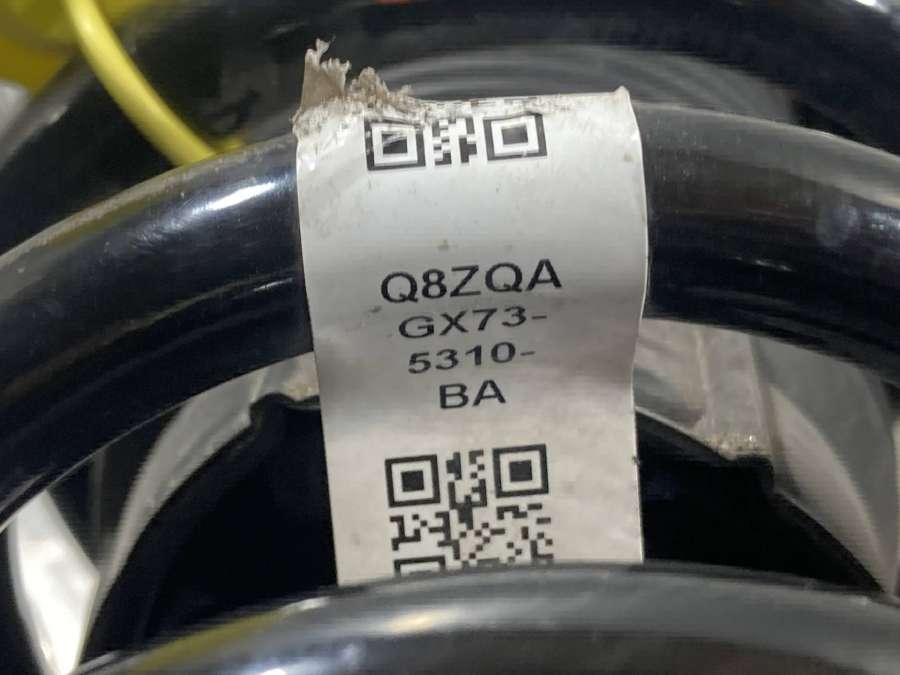 Q8ZQA
GX73-
5310-
BA